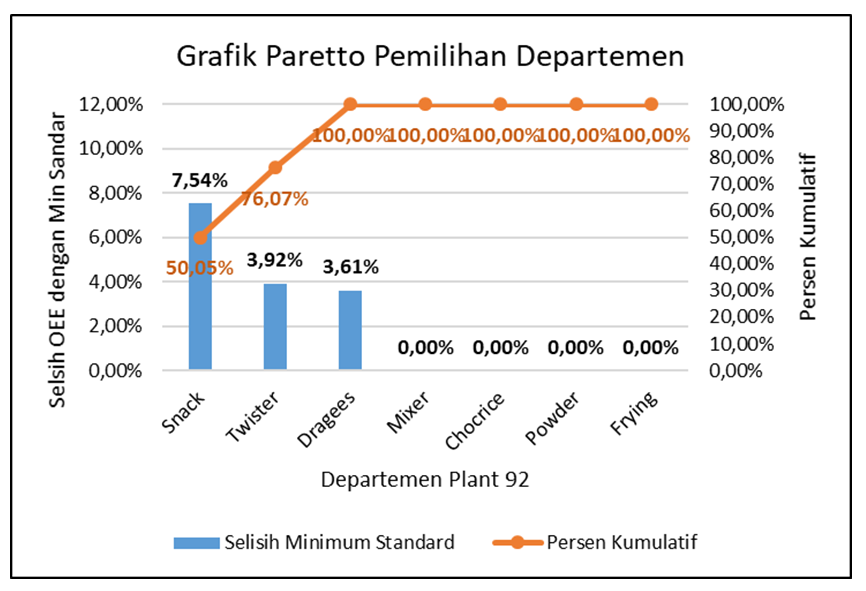 Grafik Paretto Pemilihan Departemen
Selsih OEE dengan Min Sandar
12,00%
10,00%
8,00%
6,00%
4,00%
2,00%
0,00%
7,54%
3,92%
3,61%
0,00%
0,00%
0,00%
0,00%
50,05%
76,07%
100,00%
100,00%
100,00%
100,00%
100,00%
100,00%
90,00%
80,00%
70,00%
60,00%
50,00%
40,00%
30,00%
20,00%
10,00%
0,00%
Persen Kumulatif
Snack
Twister
Dragees
Mixer
Chocrice
Powder
Frying
Departemen Plant 92
Selisih Minimum Standard
Persen Kumulatif